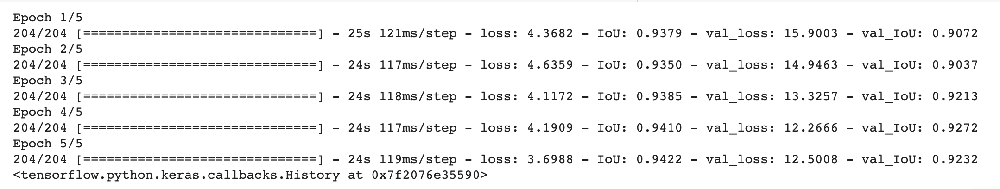 Epoch 1/5
204/204 [==============================] - 25s 121ms/step - loss: 4.3682 - IoU: 0.9379 - val_loss: 15.9003 - val_IoU: 0.9072
Epoch 2/5
204/204 [==============================] - 24s 117ms/step - loss: 4.6359 - IoU: 0.9350 - val_loss: 14.9463 - val_IoU: 0.9037
Epoch 3/5
204/204 [==============================] - 24s 118ms/step - loss: 4.1172 - IoU: 0.9385 - val_loss: 13.3257 - val_IoU: 0.9213
Epoch 4/5
204/204 [==============================] - 24s 117ms/step - loss: 4.1909 - IoU: 0.9410 - val_loss: 12.2666 - val_IoU: 0.9272
Epoch 5/5
204/204 [==============================] - 24s 119ms/step - loss: 3.6988 - IoU: 0.9422 - val_loss: 12.5008 - val_IoU: 0.9232
<tensorflow.python.keras.callbacks.History at 0x7f2076e35590>